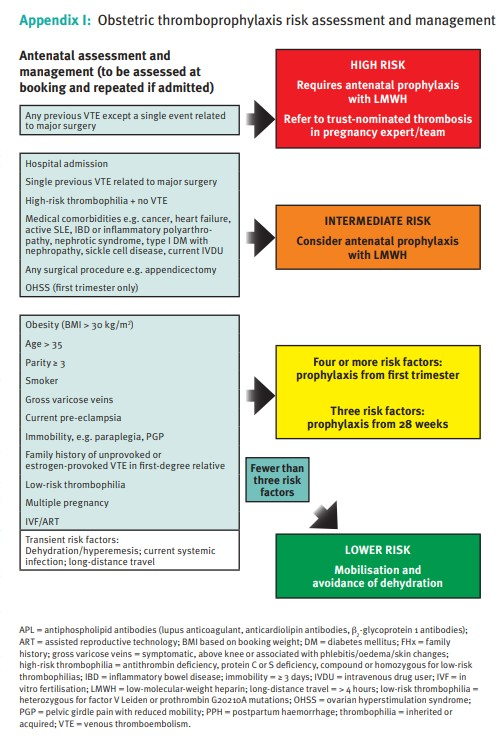 Appendix I: Obstetric thromboprophylaxis risk assessment and management
Antenatal assessment and
management (to be assessed at
booking and repeated if admitted)
Any previous VTE except a single event related
to major surgery
HIGH RISK
Requires antenatal prophylaxis
with LMWH
Refer to trust-nominated thrombosis
in pregnancy expert/team
Hospital admission
Single previous VTE related to major surgery
High-risk thrombophilia + no VTE
Medical comorbidities e.g. cancer, heart failure,
active SLE, IBD or inflammatory polyarthro-
pathy, nephrotic syndrome, type I DM with
nephropathy, sickle cell disease, current IVDU
Any surgical procedure e.g. appendicectomy
OHSS (first trimester only)
INTERMEDIATE RISK
Consider antenatal prophylaxis
with LMWH
Obesity (BMI > 30 kg/m²)
Age > 35
Parity ≥ 3
Smoker
Gross varicose veins
Current pre-eclampsia
Immobility, e.g. paraplegia, PGP
Family history of unprovoked or
estrogen-provoked VTE in first-degree relative
Low-risk thrombophilia
Multiple pregnancy
IVF/ART
Transient risk factors:
Dehydration/hyperemesis; current systemic
infection; long-distance travel
Four or more risk factors:
prophylaxis from first trimester
Three risk factors:
prophylaxis from 28 weeks
Fewer than
three risk
factors
LOWER RISK
Mobilisation and
avoidance of dehydration
APL = antiphospholipid antibodies (lupus anticoagulant, anticardiolipin antibodies, β₂-glycoprotein 1 antibodies);
ART = assisted reproductive technology; BMI based on booking weight; DM = diabetes mellitus; FHx = family
history; gross varicose veins = symptomatic, above knee or associated with phlebitis/oedema/skin changes;
high-risk thrombophilia = antithrombin deficiency, protein C or S deficiency, compound or homozygous for low-risk
thrombophilias; IBD = inflammatory bowel disease; immobility = ≥ 3 days; IVDU = intravenous drug user; IVF = in
vitro fertilisation; LMWH = low-molecular-weight heparin; long-distance travel = > 4 hours; low-risk thrombophilia =
heterozygous for factor V Leiden or prothrombin G20210A mutations; OHSS = ovarian hyperstimulation syndrome;
PGP = pelvic girdle pain with reduced mobility; PPH = postpartum haemorrhage; thrombophilia = inherited or
acquired; VTE = venous thromboembolism.